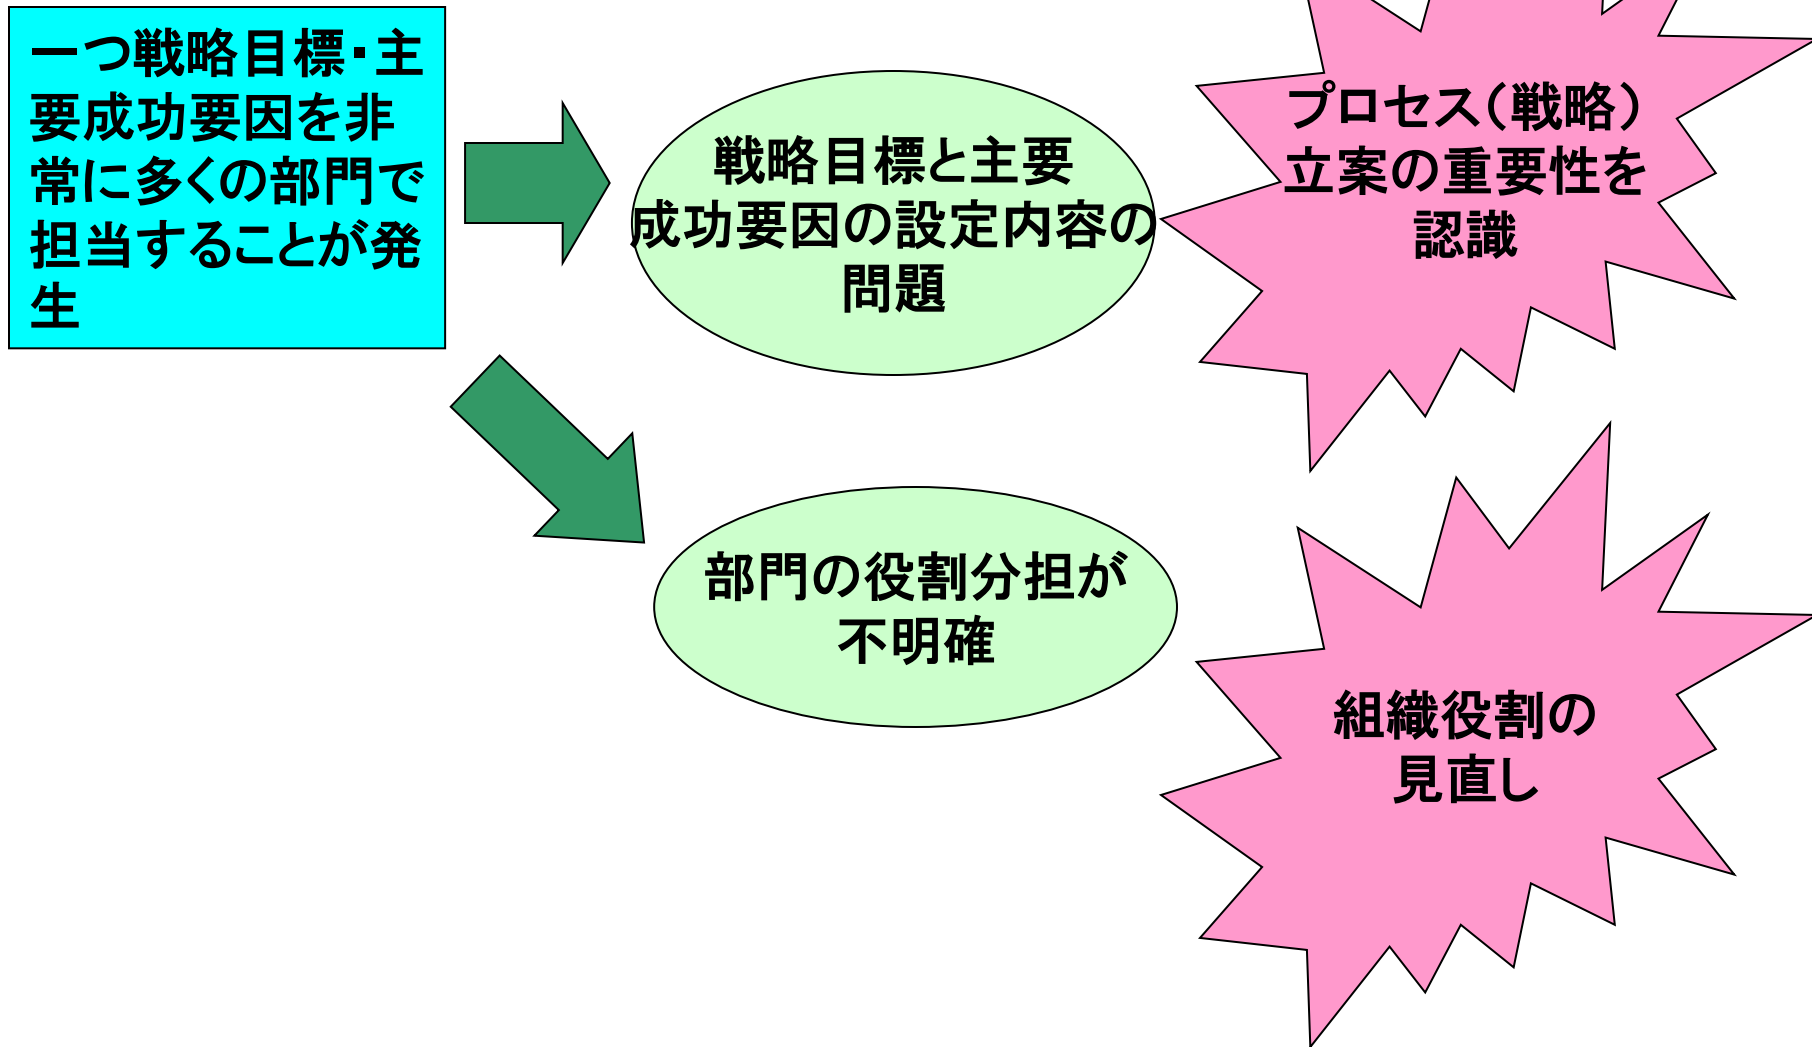 一つ戦略目標・主
要成功要因を非
常に多くの部門で
担当することが発
生
戦略目標と主要
成功要因の設定内容の
問題
プロセス（戦略）
立案の重要性を
認識
部門の役割分担が
不明確
組織役割の
見直し